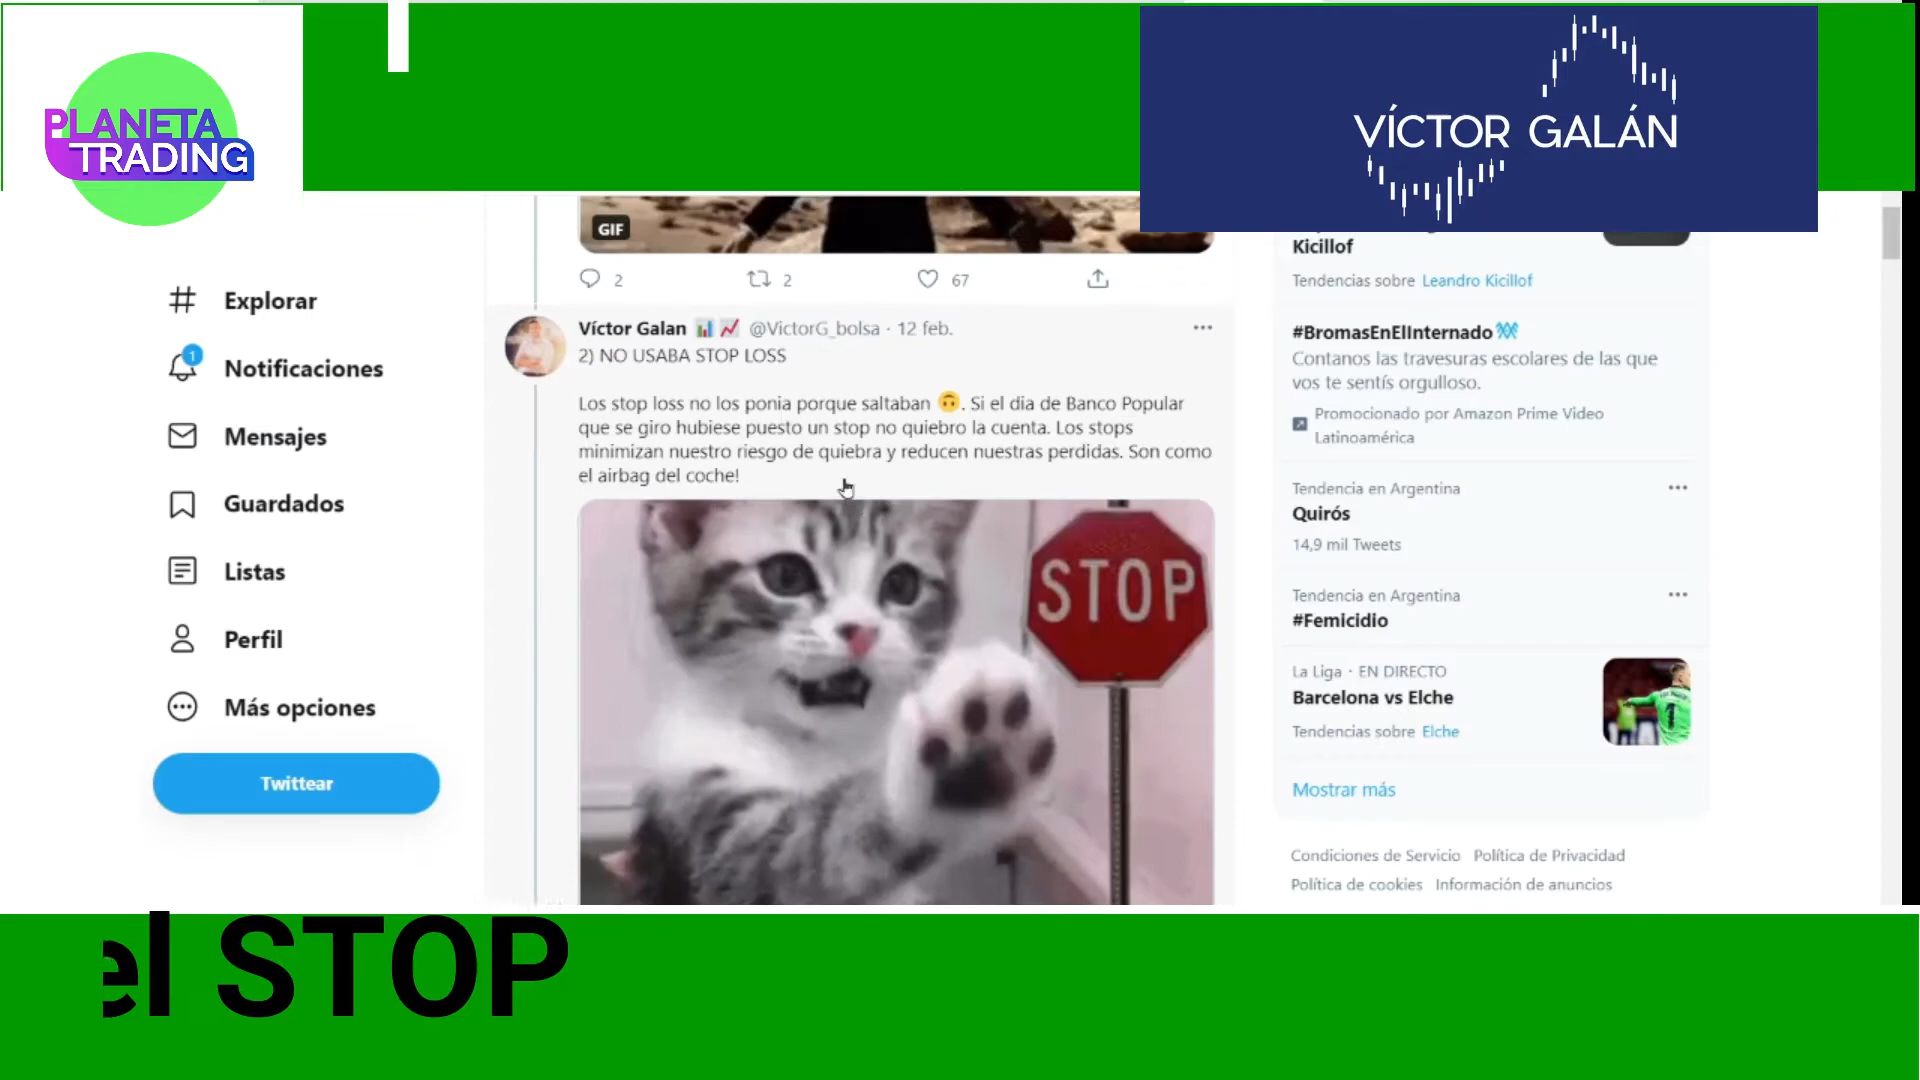 PLANETA
TRADING
VÍCTOR GALÁN
GIF
2 2 67
Explorar
1
Notificaciones
Mensajes
Guardados
Listas
Perfil
Más opciones
Twittear
Víctor Galan @VictorG_bolsa · 12 feb.
2) NO USABA STOP LOSS
Los stop loss no los ponia porque saltaban 🙃. Si el dia de Banco Popular
que se giro hubiese puesto un stop no quiebro la cuenta. Los stops
minimizan nuestro riesgo de quiebra y reducen nuestras perdidas. Son como
el airbag del coche!
STOP
Kicillof
Tendencias sobre Leandro Kicillof
#BromasEnElInternado
Contanos las travesuras escolares de las que
vos te sentís orgulloso.
Promocionado por Amazon Prime Video
Latinoamérica
Tendencia en Argentina
Quirós
14,9 mil Tweets
Tendencia en Argentina
#Femicidio
La Liga · EN DIRECTO
Barcelona vs Elche
Tendencias sobre Elche
Mostrar más
Condiciones de Servicio Política de Privacidad
Política de cookies Información de anuncios
el STOP